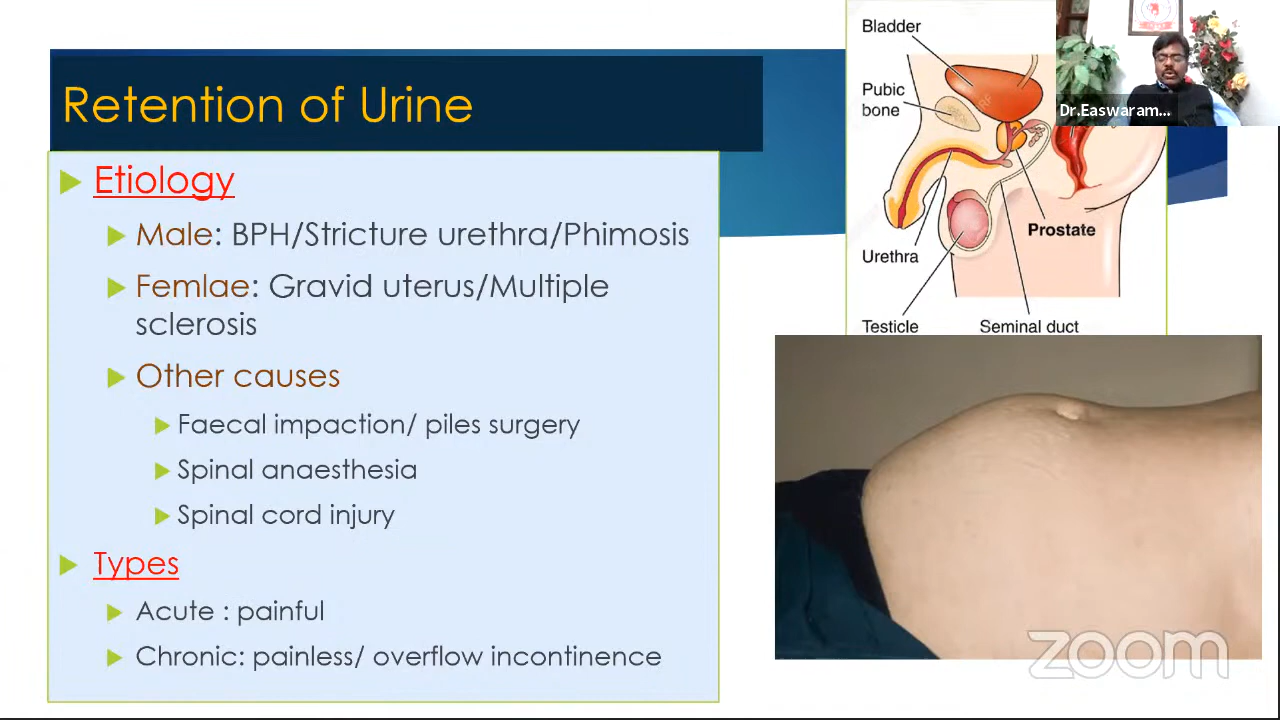 Retention of Urine
Etiology
Male: BPH/Stricture urethra/Phimosis
Femlae: Gravid uterus/Multiple
sclerosis
Other causes
Faecal impaction/ piles surgery
Spinal anaesthesia
Spinal cord injury
Types
Acute : painful
Chronic: painless/ overflow incontinence
Bladder
Pubic
bone
Urethra
Prostate
Testicle
Seminal duct
Dr.Easwaram...
zoom